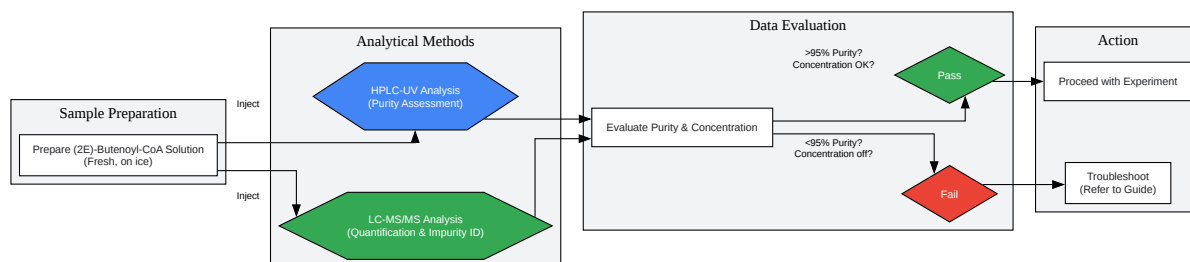 Sample Preparation
Prepare (2E)-Butenoyl-CoA Solution
(Fresh, on ice)
Inject
Inject
Analytical Methods
HPLC-UV Analysis
(Purity Assessment)
LC-MS/MS Analysis
(Quantification & Impurity ID)
Data Evaluation
Evaluate Purity & Concentration
>95% Purity?
Concentration OK?
Pass
<95% Purity?
Concentration off?
Fail
Action
Proceed with Experiment
Troubleshoot
(Refer to Guide)